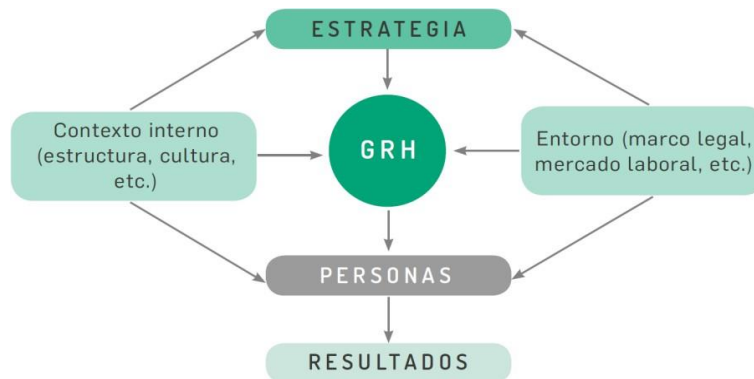 ESTRATEGIA
Contexto interno
(estructura, cultura,
etc.)
GRH
Entorno (marco legal,
mercado laboral, etc.)
PERSONAS
RESULTADOS